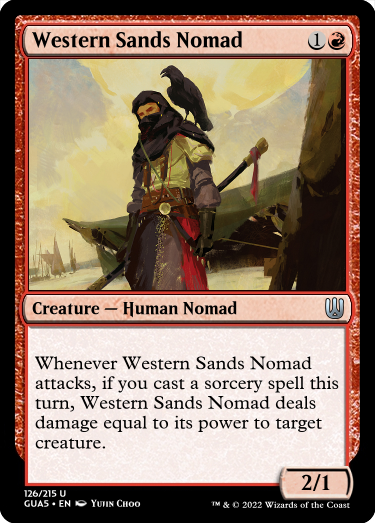 Western Sands Nomad 1
Creature — Human Nomad
Whenever Western Sands Nomad
attacks, if you cast a sorcery spell this
turn, Western Sands Nomad deals
damage equal to its power to target
creature.
2/1
126/215 U
GUA5 • EN Yujin Choo
™ & © 2022 Wizards of the Coast